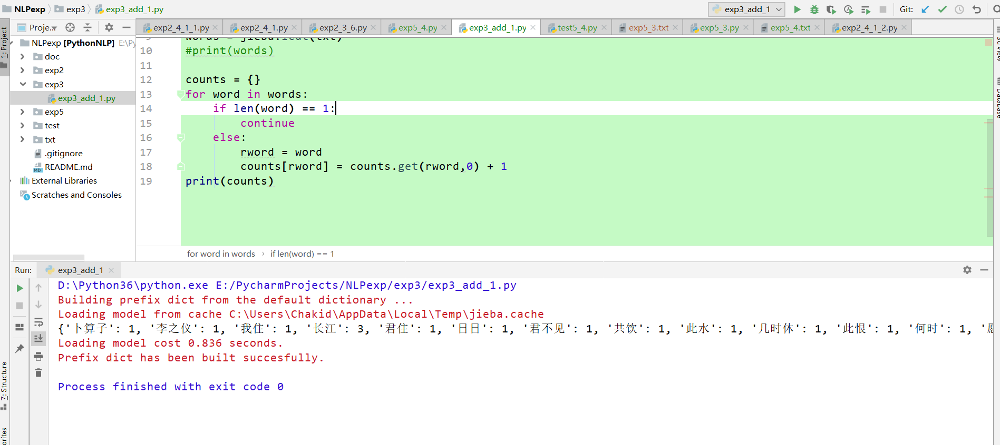 NLPexp exp3 exp3_add_1.py exp3_add_1 Git:
Proje.. exp2_4_1_1.py exp2_4_1.py exp2_3_6.py exp5_4.py exp3_add_1.py test5_4.py exp5_3.txt exp5_3.py exp5_4.txt exp2_4_1_2.py
1: Project
NLPexp [PythonNLP] E:\Py
doc
exp2
exp3
exp3_add_1.py
exp5
test
txt
.gitignore
README.md
External Libraries
Scratches and Consoles
words = jieba.lcut(txt)
10 #print(words)
11
12 counts = {}
13 for word in words:
14 if len(word) == 1:
15 continue
16 else:
17 rword = word
18 counts[rword] = counts.get(rword,0) + 1
19 print(counts)
for word in words › if len(word) == 1
SciView
Database
Run: exp3_add_1
D:\Python36\python.exe E:/PycharmProjects/NLPexp/exp3/exp3_add_1.py
Building prefix dict from the default dictionary ...
Loading model from cache C:\Users\Chakid\AppData\Local\Temp\jieba.cache
{'卜算子': 1, '李之仪': 1, '我住': 1, '长江': 3, '君住': 1, '日日': 1, '君不见': 1, '共饮': 1, '此水': 1, '几时休': 1, '此恨': 1, '何时': 1, '愿
Loading model cost 0.836 seconds.
Prefix dict has been built succesfully.
Process finished with exit code 0
7: Structure
orites